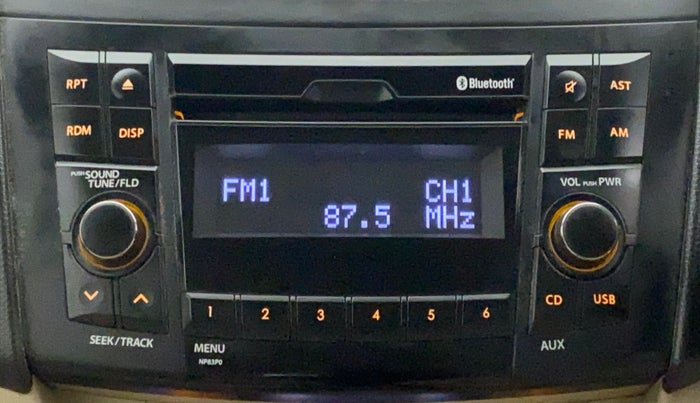 RPT
Bluetooth®
AST
RDM DISP
FM AM
PUSH SOUND
TUNE/FLD
VOL PUSH PWR
FM1 CH1
87.5 MHz
CD USB
1 2 3 4 5 6
SEEK/TRACK
MENU
AUX
NP83P0